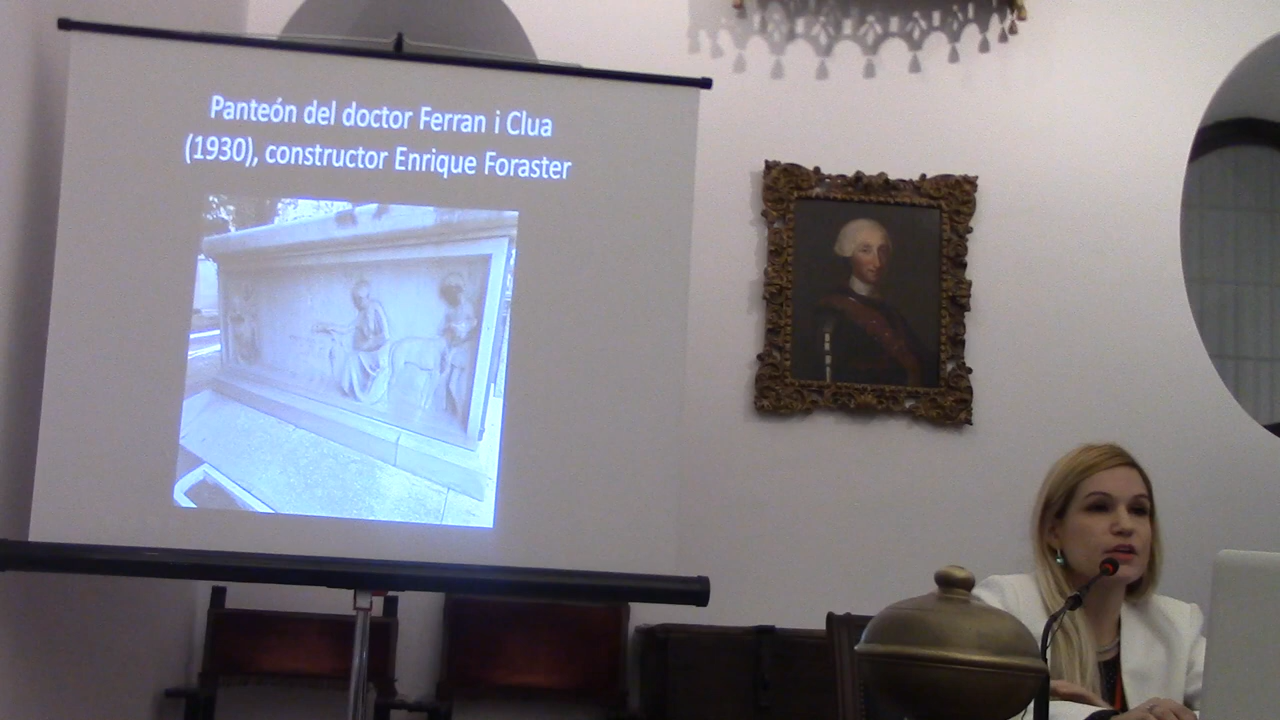 Panteón del doctor Ferran i Clua
(1930), constructor Enrique Foraster